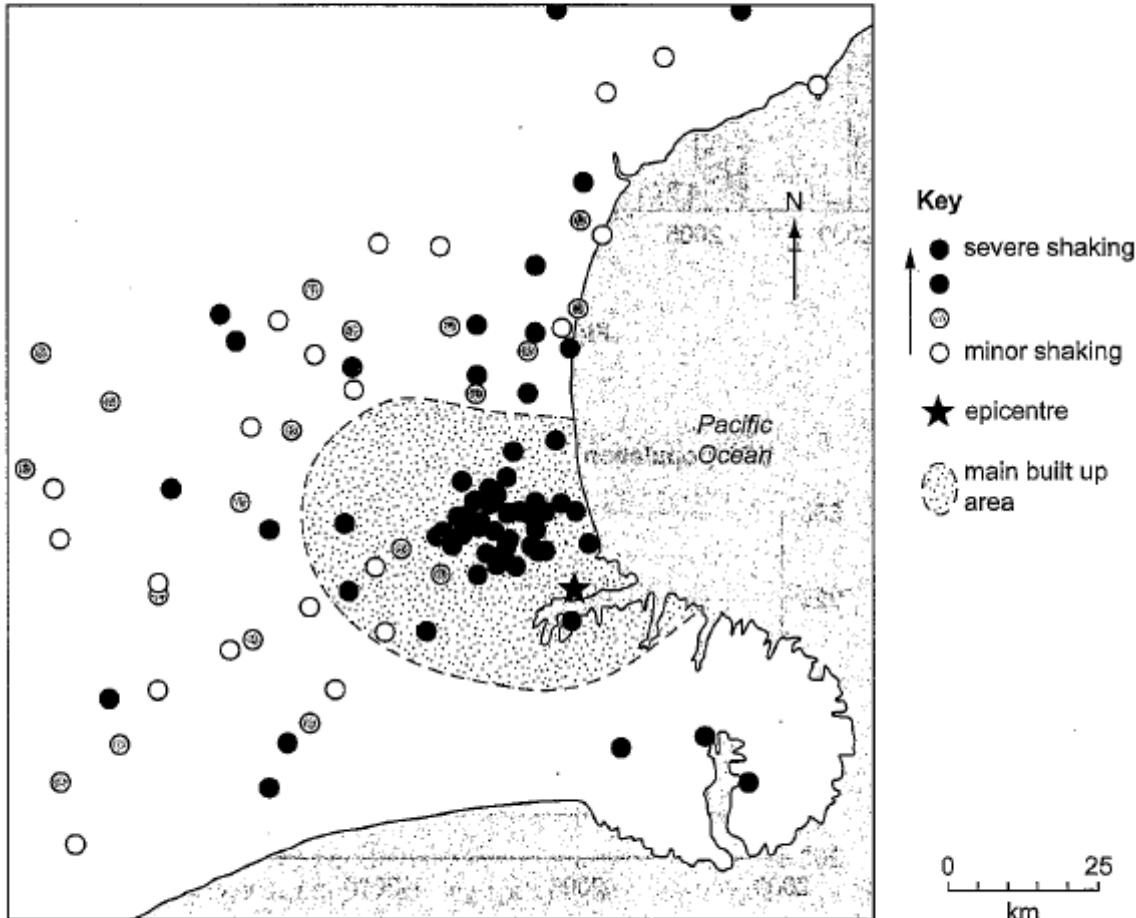 N
Pacific
Ocean
Key
severe shaking
minor shaking
epicentre
main built up
area
0 25
km